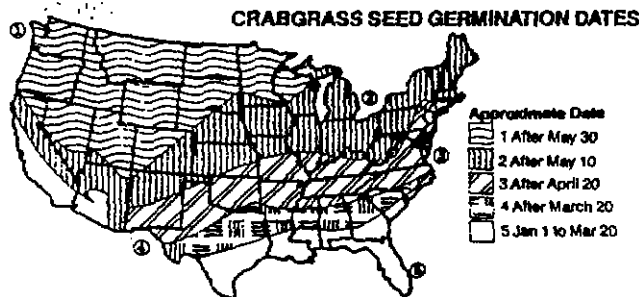 CRABGRASS SEED GERMINATION DATES
①
②
③
④
⑤
Approximate Date
1 After May 30
2 After May 10
3 After April 20
4 After March 20
5 Jan 1 to Mar 20